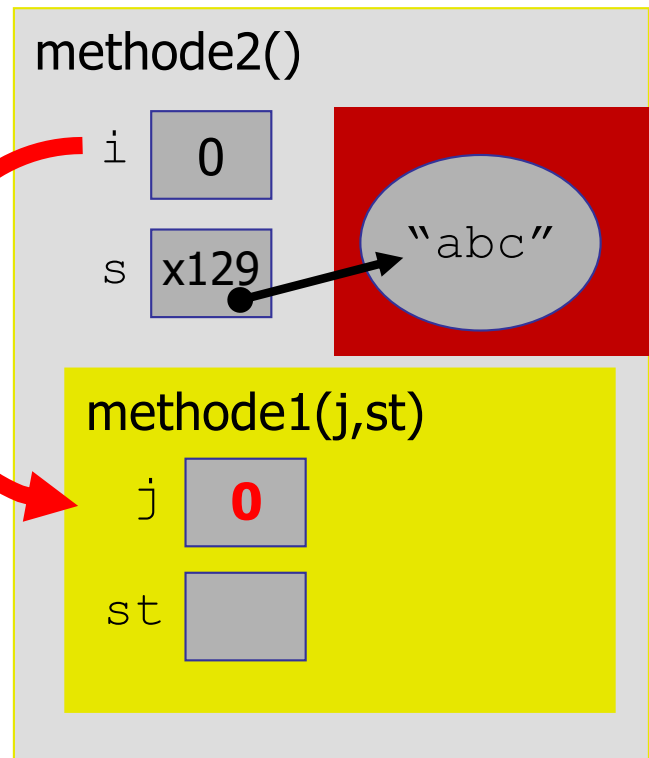 methode2()
i 0
s x129
“abc”
methode1(j,st)
j 0
st